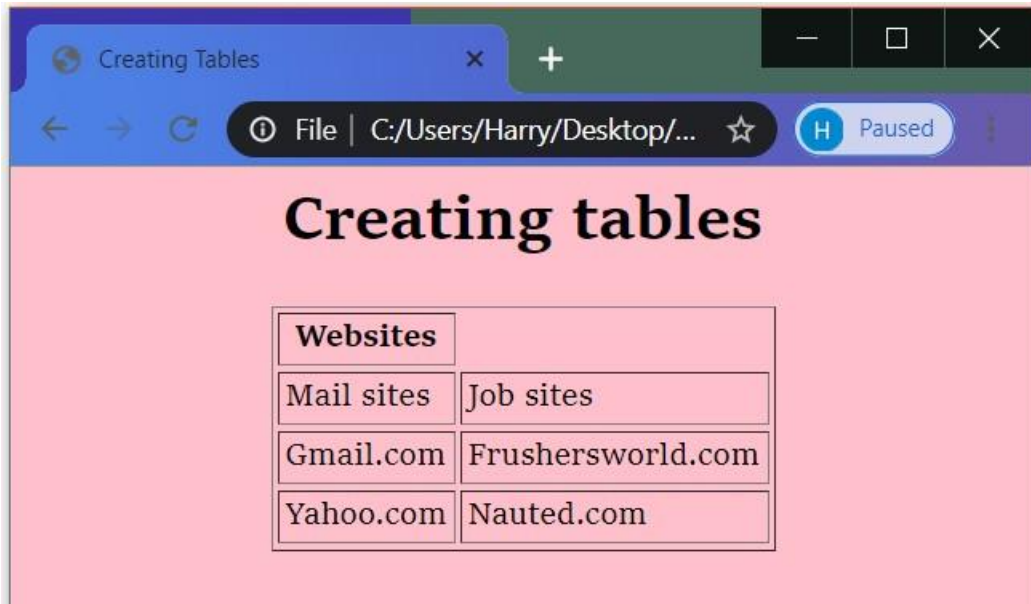 Creating Tables
File | C:/Users/Harry/Desktop/... H Paused
Creating tables
Websites
Mail sites Job sites
Gmail.com Frushersworld.com
Yahoo.com Nauted.com